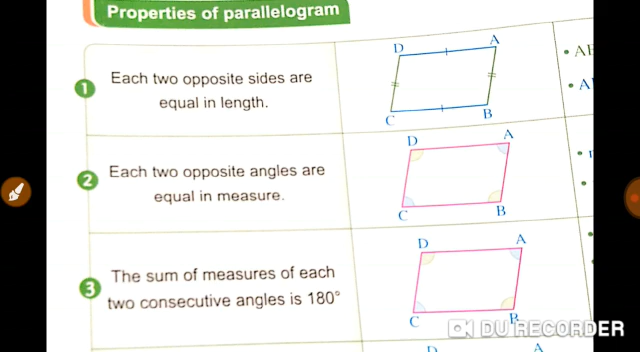 Properties of parallelogram
1
Each two opposite sides are
equal in length.
D A
C B
2
Each two opposite angles are
equal in measure.
D A
C B
3
The sum of measures of each
two consecutive angles is 180°
D A
C B
DU RECORDER
D A